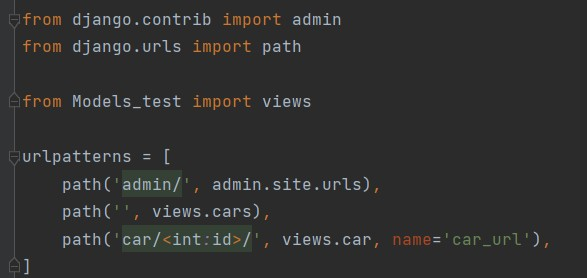 from django.contrib import admin
from django.urls import path

from Models_test import views

urlpatterns = [
    path('admin/', admin.site.urls),
    path('', views.cars),
    path('car/<int:id>/', views.car, name='car_url'),
]